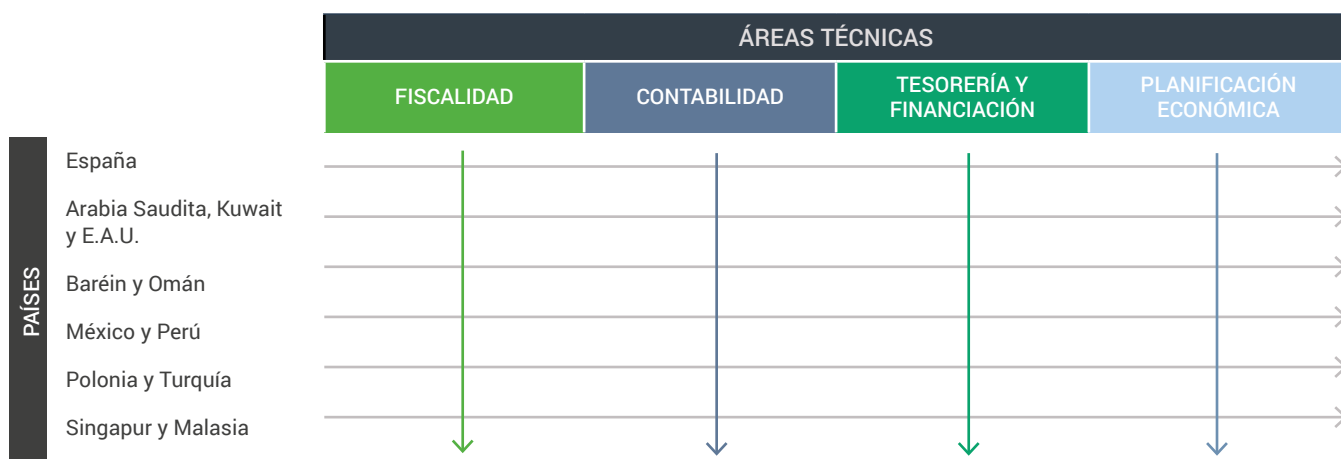 ÁREAS TÉCNICAS
FISCALIDAD
CONTABILIDAD
TESORERÍA Y
FINANCIACIÓN
PLANIFICACIÓN
ECONÓMICA
PAÍSES
España
Arabia Saudita, Kuwait
y E.A.U.
Baréin y Omán
México y Perú
Polonia y Turquía
Singapur y Malasia